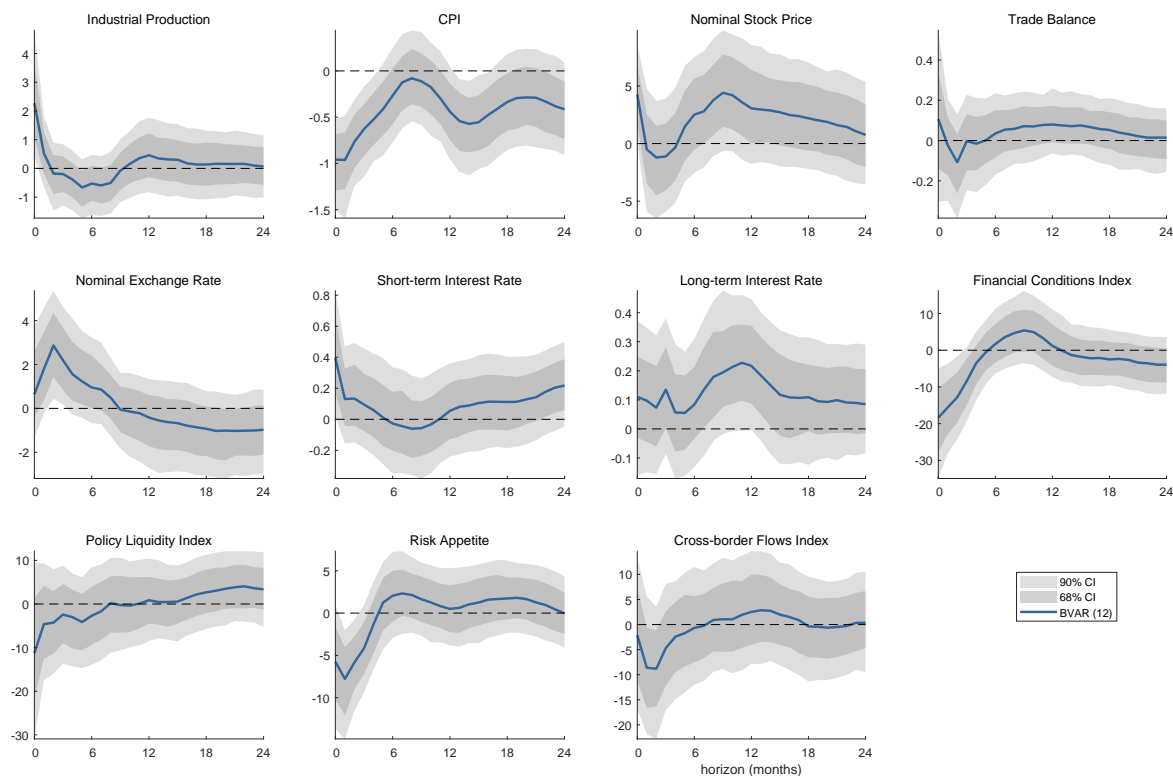 Industrial Production
4
3
2
1
0
-1
0 6 12 18 24
CPI
0
-0.5
-1
-1.5
0 6 12 18 24
Nominal Stock Price
5
0
-5
0 6 12 18 24
Trade Balance
0.4
0.2
0
-0.2
0 6 12 18 24
Nominal Exchange Rate
4
2
0
-2
0 6 12 18 24
Short-term Interest Rate
0.8
0.6
0.4
0.2
0
-0.2
0 6 12 18 24
Long-term Interest Rate
0.4
0.3
0.2
0.1
0
-0.1
0 6 12 18 24
Financial Conditions Index
10
0
-10
-20
-30
0 6 12 18 24
Policy Liquidity Index
10
0
-10
-20
-30
0 6 12 18 24
Risk Appetite
5
0
-5
-10
0 6 12 18 24
Cross-border Flows Index
10
5
0
-5
-10
-15
-20
0 6 12 18 24
horizon (months)
90% CI
68% CI
BVAR (12)